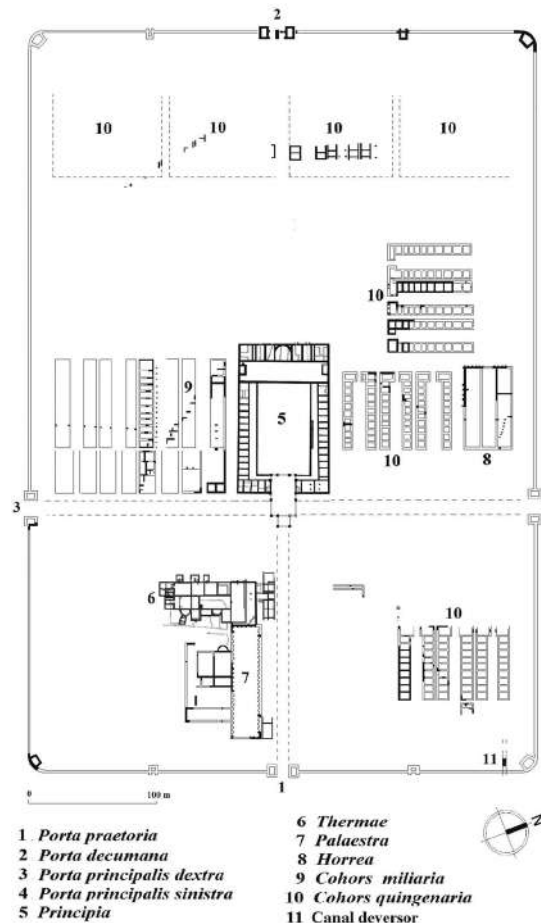 2
10 10 10 10
10
9
5
10
8
3
6
10
7
11
1
0 100 m
N
1 Porta praetoria
2 Porta decumana
3 Porta principalis dextra
4 Porta principalis sinistra
5 Principia
6 Thermae
7 Palaestra
8 Horrea
9 Cohors miliaria
10 Cohors quingenaria
11 Canal deversor